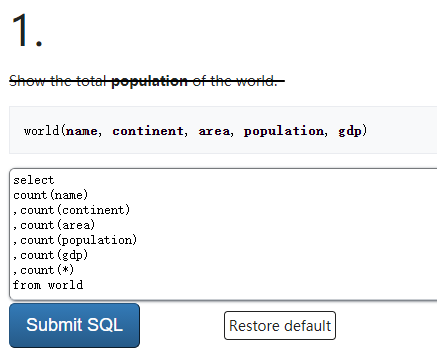 1.
Show the total population of the world.
world(name, continent, area, population, gdp)
select
count(name)
,count(continent)
,count(area)
,count(population)
,count(gdp)
,count(*)
from world
Submit SQL
Restore default